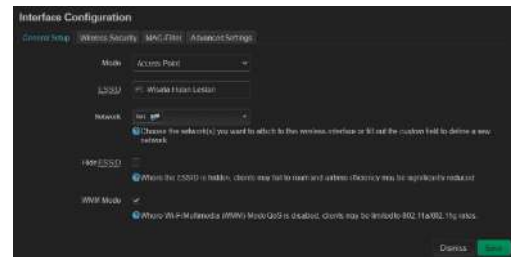 Interface Configuration
General Setup Wireless Security MAC-Filter Advanced Settings
Mode Access Point
ESSID Wisata Hutan Lestari
Network lan
Choose the network(s) you want to attach to this wireless interface or fill out the custom field to define a new
network.
Hide ESSID
Where the ESSID is hidden, clients may fail to roam and airtime efficiency may be significantly reduced.
WMM Mode
Where Wi-Fi Multimedia (WMM) Mode QoS is disabled, clients may be limited to 802.11a/802.11g rates.
Dismiss Save